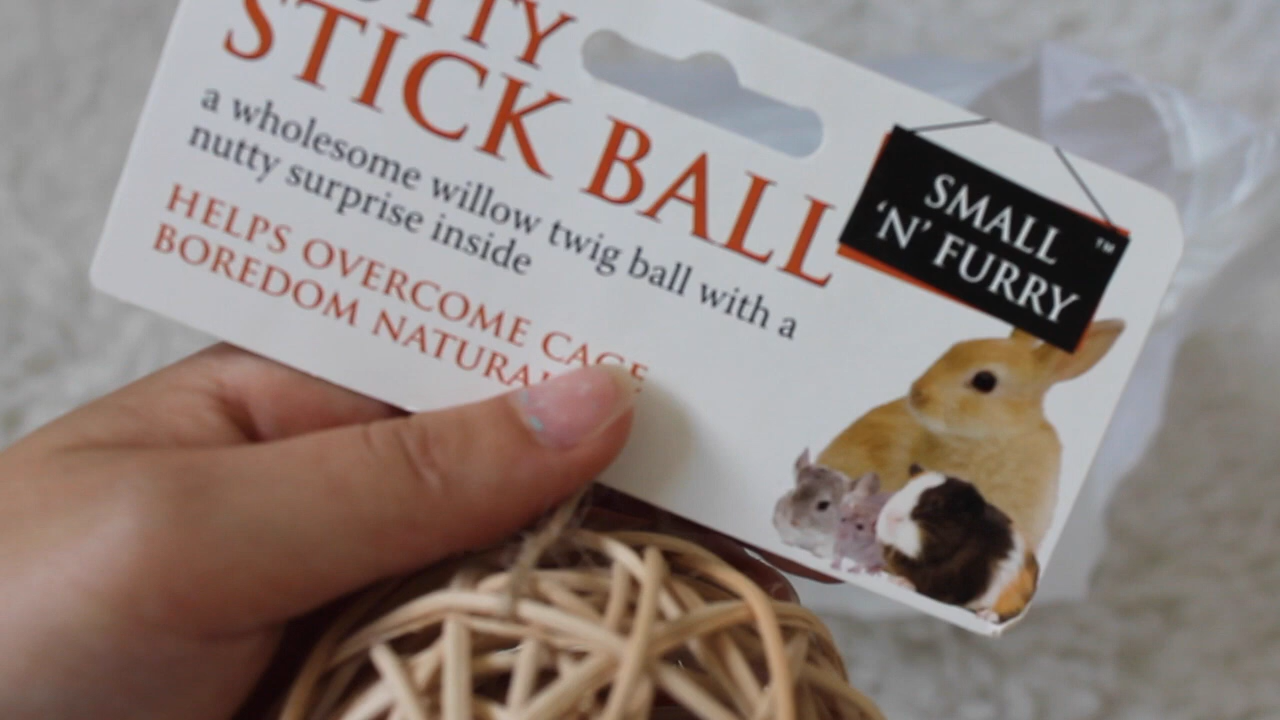 STICK BALL
a wholesome willow twig ball with a
nutty surprise inside
HELPS OVERCOME CAGE
BOREDOM
SMALL
'N' FURRY
™